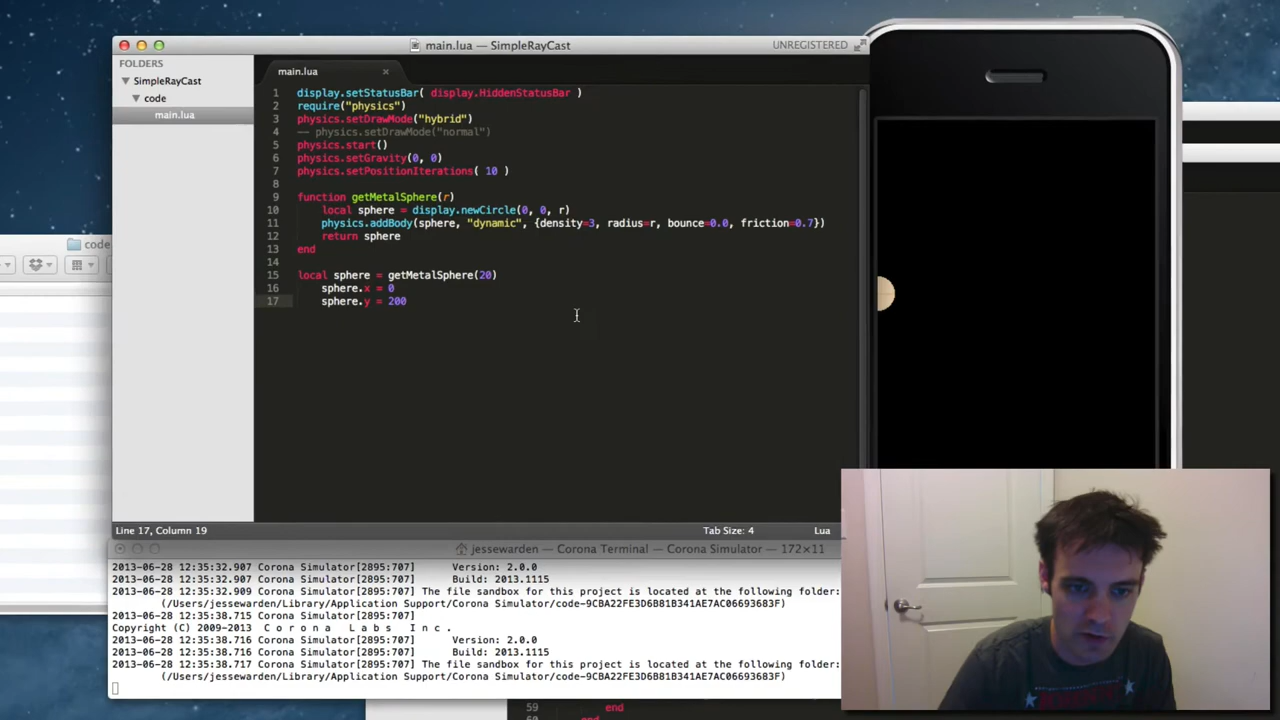 main.lua — SimpleRayCast
UNREGISTERED
FOLDERS
SimpleRayCast
code
main.lua
main.lua
1 display.setStatusBar( display.HiddenStatusBar )
2 require("physics")
3 physics.setDrawMode("hybrid")
4 -- physics.setDrawMode("normal")
5 physics.start()
6 physics.setGravity(0, 0)
7 physics.setPositionIterations( 10 )
8
9 function getMetalSphere(r)
10 local sphere = display.newCircle(0, 0, r)
11 physics.addBody(sphere, "dynamic", {density=3, radius=r, bounce=0.0, friction=0.7})
12 return sphere
13 end
14
15 local sphere = getMetalSphere(20)
16 sphere.x = 0
17 sphere.y = 200
code
Line 17, Column 19
Tab Size: 4
Lua
jessewarden — Corona Terminal — Corona Simulator — 172×11
2013-06-28 12:35:32.907 Corona Simulator[2895:707] Version: 2.0.0
2013-06-28 12:35:32.907 Corona Simulator[2895:707] Build: 2013.1115
2013-06-28 12:35:32.909 Corona Simulator[2895:707] The file sandbox for this project is located at the following folder:
(/Users/jessewarden/Library/Application Support/Corona Simulator/code-9CBA22FE3D6B81B341AE7AC06693683F)
2013-06-28 12:35:38.715 Corona Simulator[2895:707]
Copyright (C) 2009-2013 C o r o n a L a b s I n c .
2013-06-28 12:35:38.716 Corona Simulator[2895:707] Version: 2.0.0
2013-06-28 12:35:38.716 Corona Simulator[2895:707] Build: 2013.1115
2013-06-28 12:35:38.717 Corona Simulator[2895:707] The file sandbox for this project is located at the following folder:
(/Users/jessewarden/Library/Application Support/Corona Simulator/code-9CBA22FE3D6B81B341AE7AC06693683F)
59 end